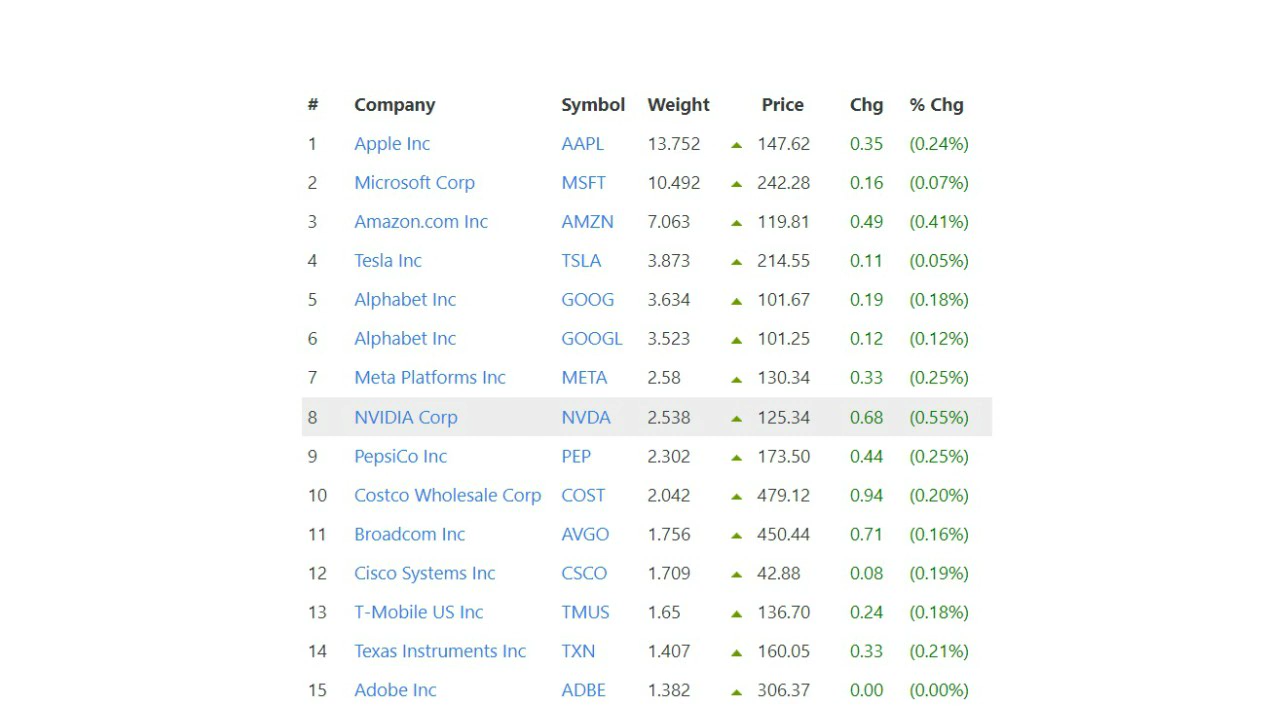 # Company Symbol Weight Price Chg % Chg
1 Apple Inc AAPL 13.752 147.62 0.35 (0.24%)
2 Microsoft Corp MSFT 10.492 242.28 0.16 (0.07%)
3 Amazon.com Inc AMZN 7.063 119.81 0.49 (0.41%)
4 Tesla Inc TSLA 3.873 214.55 0.11 (0.05%)
5 Alphabet Inc GOOG 3.634 101.67 0.19 (0.18%)
6 Alphabet Inc GOOGL 3.523 101.25 0.12 (0.12%)
7 Meta Platforms Inc META 2.58 130.34 0.33 (0.25%)
8 NVIDIA Corp NVDA 2.538 125.34 0.68 (0.55%)
9 PepsiCo Inc PEP 2.302 173.50 0.44 (0.25%)
10 Costco Wholesale Corp COST 2.042 479.12 0.94 (0.20%)
11 Broadcom Inc AVGO 1.756 450.44 0.71 (0.16%)
12 Cisco Systems Inc CSCO 1.709 42.88 0.08 (0.19%)
13 T-Mobile US Inc TMUS 1.65 136.70 0.24 (0.18%)
14 Texas Instruments Inc TXN 1.407 160.05 0.33 (0.21%)
15 Adobe Inc ADBE 1.382 306.37 0.00 (0.00%)